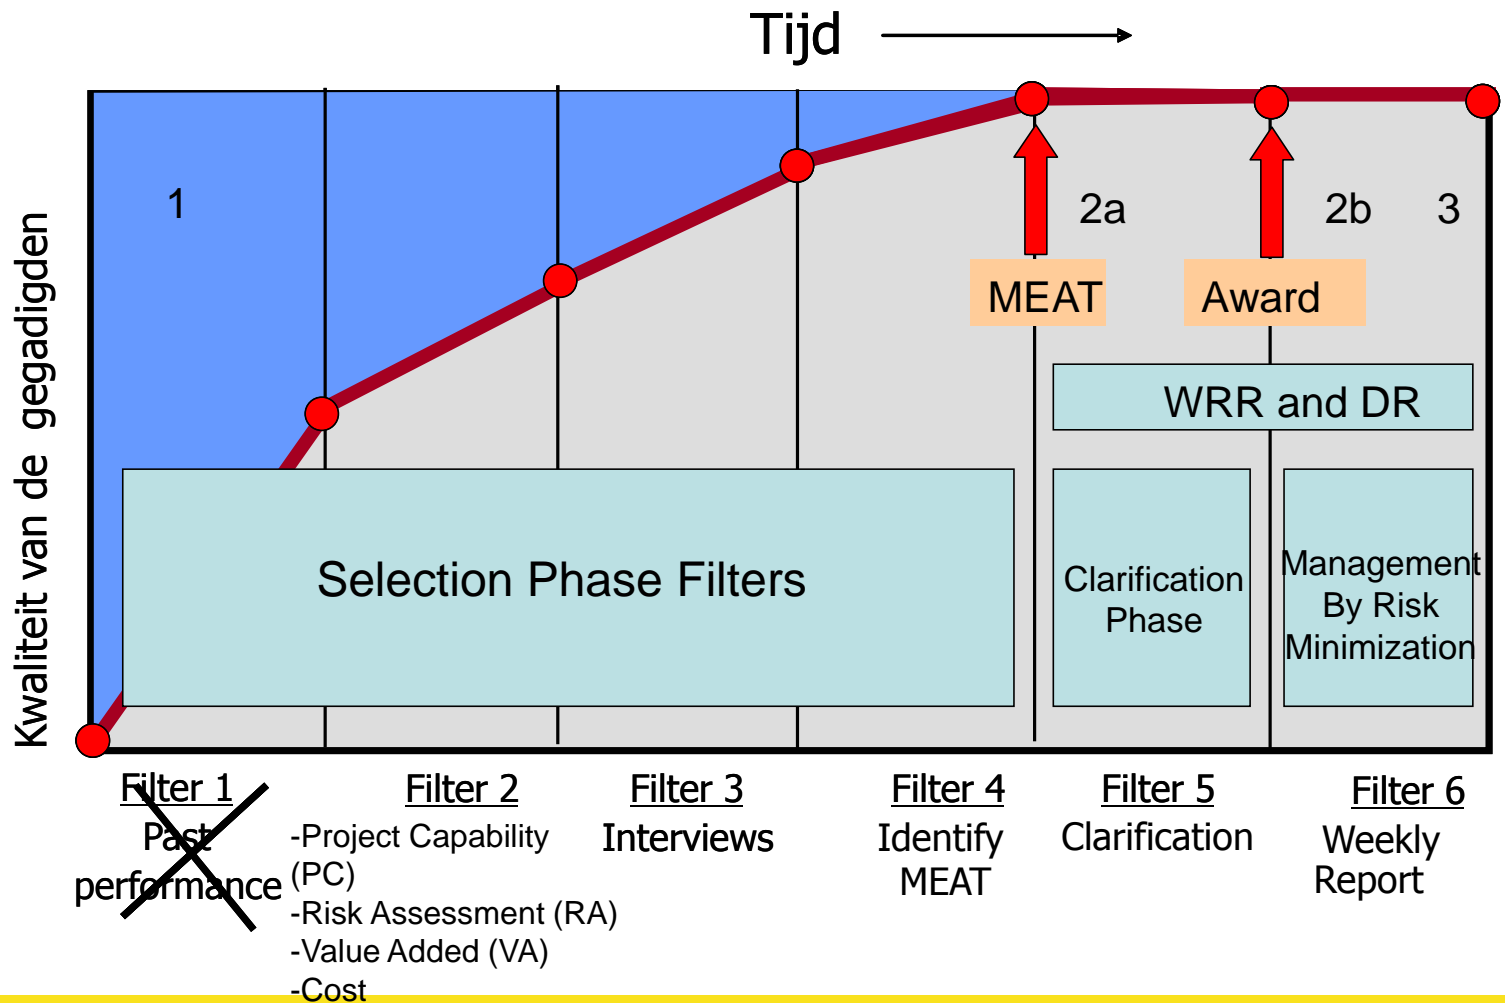 Tijd
Kwaliteit van de gegadigden
1
2a
2b
3
MEAT
Award
WRR and DR
Selection Phase Filters
Clarification
Phase
Management
By Risk
Minimization
Filter 1
Past
performance
Filter 2
-Project Capability
(PC)
-Risk Assessment (RA)
-Value Added (VA)
-Cost
Filter 3
Interviews
Filter 4
Identify
MEAT
Filter 5
Clarification
Filter 6
Weekly
Report